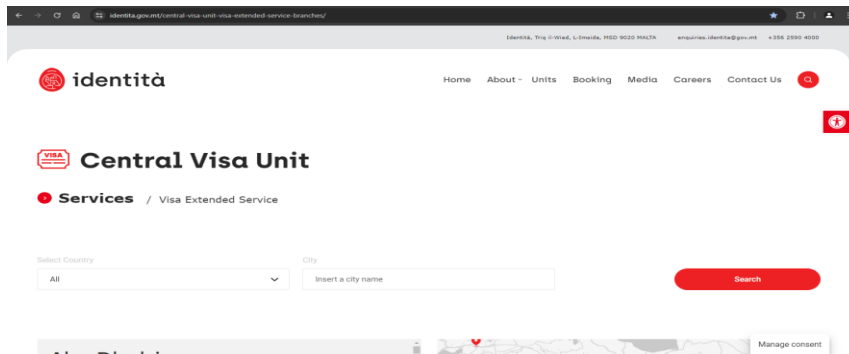 identita.gov.mt/central-visa-unit-visa-extended-service-branches/
Identità, Triq il-Wied, L-Imsida, MSD 9020 MALTA enquiries.identita@gov.mt +356 2590 4000
identità
Home About Units Booking Media Careers Contact Us
VISA
Central Visa Unit
Services / Visa Extended Service
Select Country City
All Insert a city name Search
Manage consent